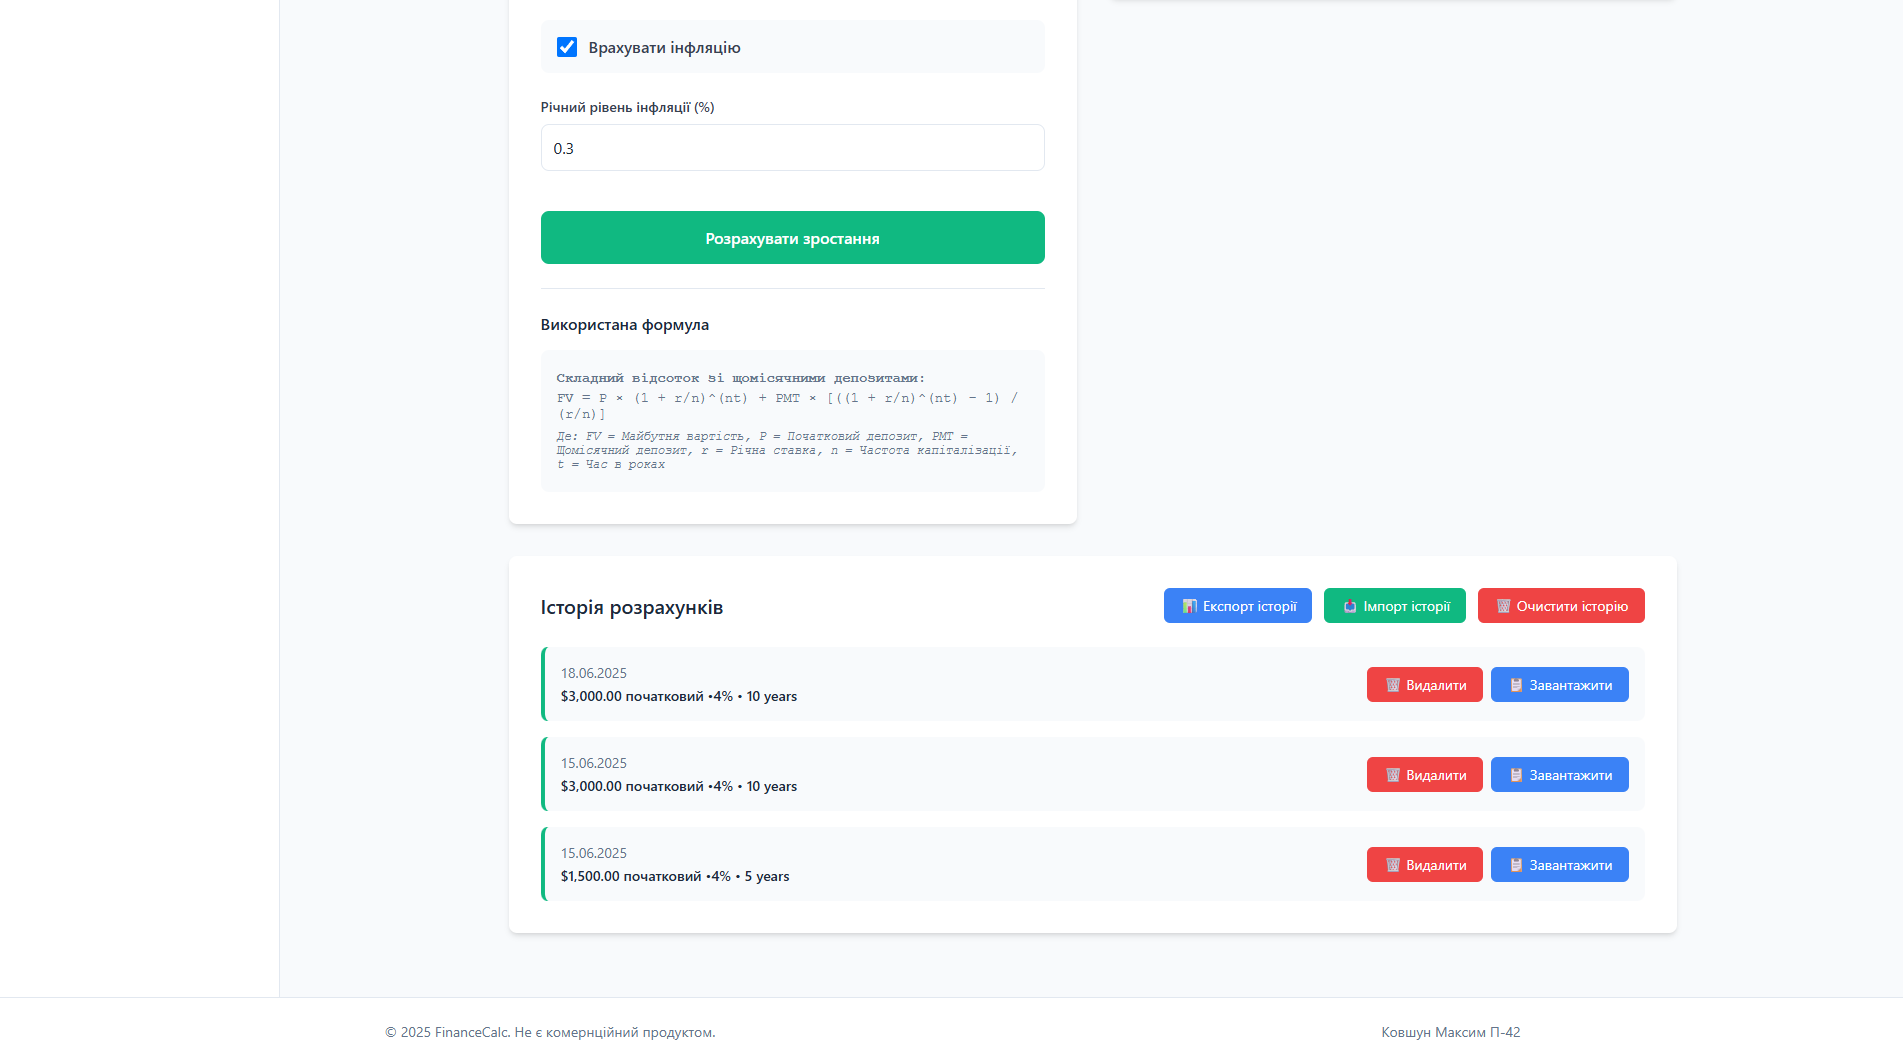 Врахувати інфляцію
Річний рівень інфляції (%)
0.3
Розрахувати зростання
Використана формула
Складний відсоток зі щомісячними депозитами:
FV = P × (1 + r/n)^(nt) + PMT × [((1 + r/n)^(nt) - 1) /
(r/n)]
Де: FV = Майбутня вартість, P = Початковий депозит, PMT =
Щомісячний депозит, r = Річна ставка, n = Частота капіталізації,
t = Час в роках
Історія розрахунків
Експорт історії
Імпорт історії
Очистити історію
18.06.2025
$3,000.00 початковий •4% • 10 years
Видалити
Завантажити
15.06.2025
$3,000.00 початковий •4% • 10 years
Видалити
Завантажити
15.06.2025
$1,500.00 початковий •4% • 5 years
Видалити
Завантажити
© 2025 FinanceCalc. Не є комернційний продуктом.
Ковшун Максим П-42